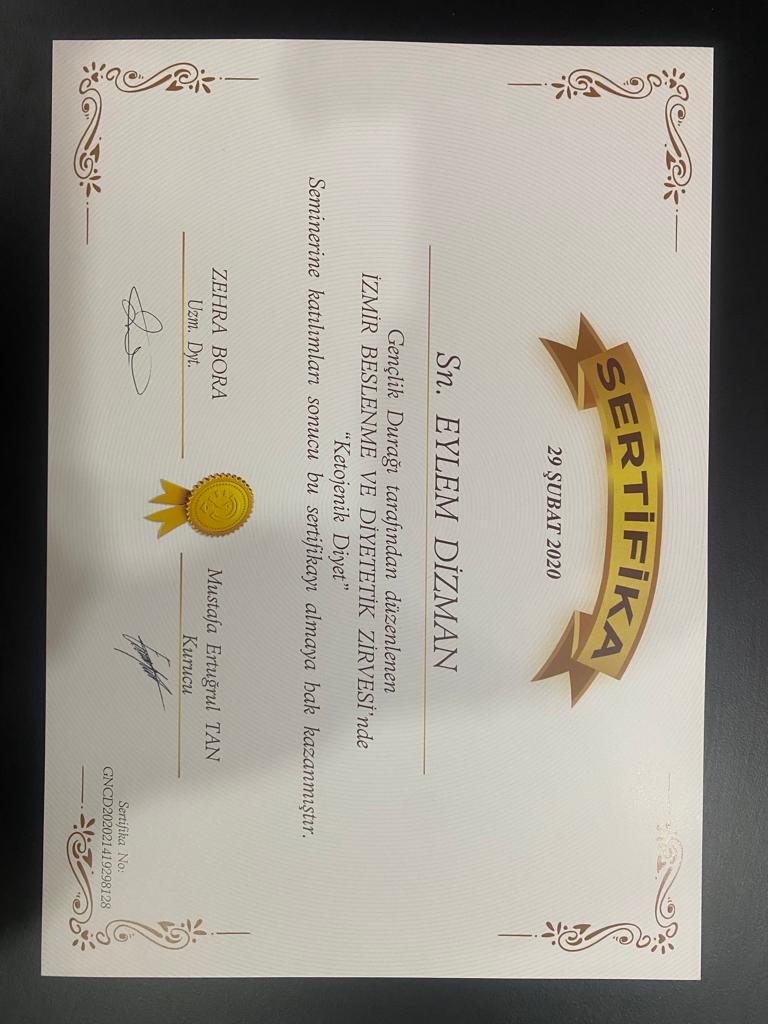 SERTİFİKA
29 ŞUBAT 2020
Sn. EYLEM DİZMAN
Gençlik Durağı tarafından düzenlenen
İZMİR BESLENME VE DİYETETİK ZİRVESİ'nde
“Ketojenik Diyet”
Seminerine katılımları sonucu bu sertifikayı almaya hak kazanmıştır.
ZEHRA BORA
Uzm. Dyt.
Mustafa Ertuğrul TAN
Kurucu
Sertifika No:
GNCD202021419298128